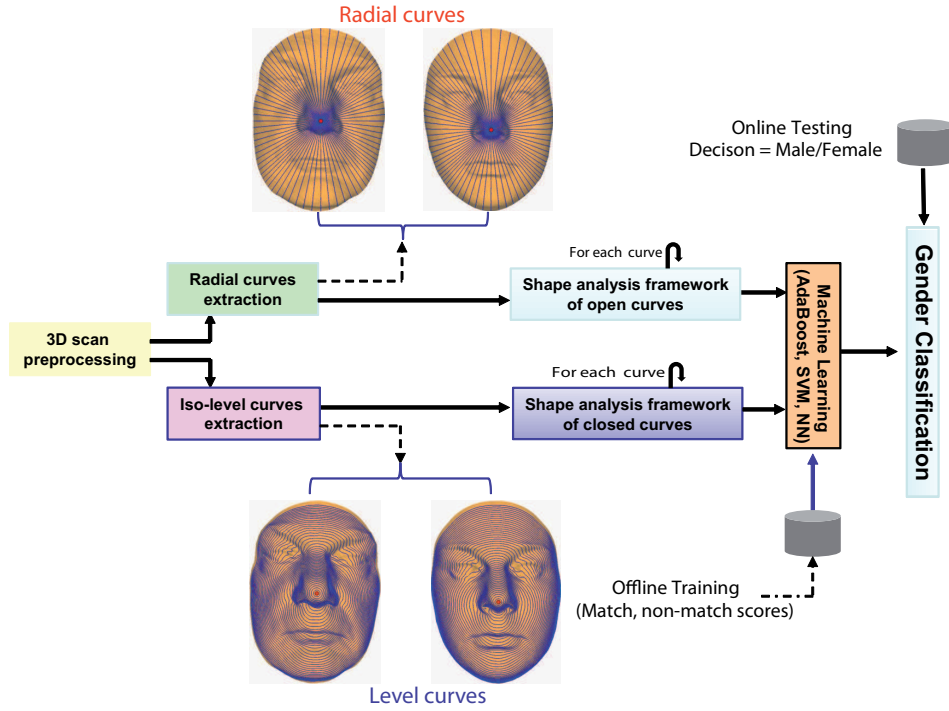 Radial curves
Online Testing
Decison = Male/Female
For each curve
Radial curves
extraction
Shape analysis framework
of open curves
3D scan
preprocessing
Machine Learning
(AdaBoost, SVM, NN)
Gender Classification
For each curve
Iso-level curves
extraction
Shape analysis framework
of closed curves
Offline Training
(Match, non-match scores)
Level curves